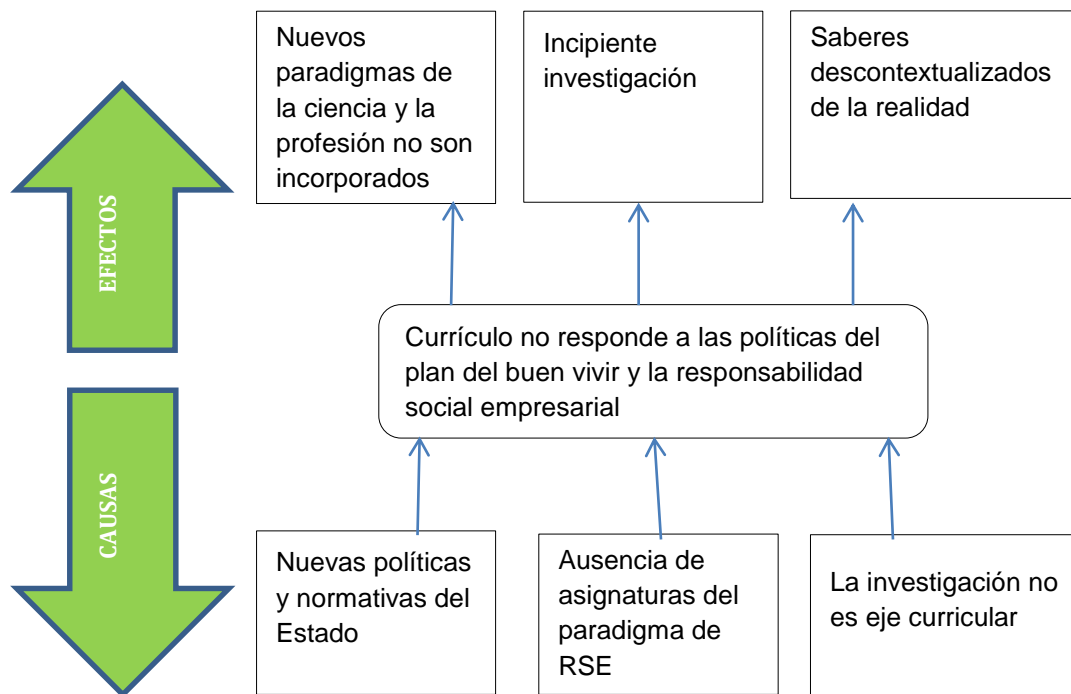 Nuevos
paradigmas de
la ciencia y la
profesión no son
incorporados
Incipiente
investigación
Saberes
descontextualizados
de la realidad
EFECTOS
Currículo no responde a las políticas del
plan del buen vivir y la responsabilidad
social empresarial
CAUSAS
Nuevas políticas
y normativas del
Estado
Ausencia de
asignaturas del
paradigma de
RSE
La investigación no
es eje curricular